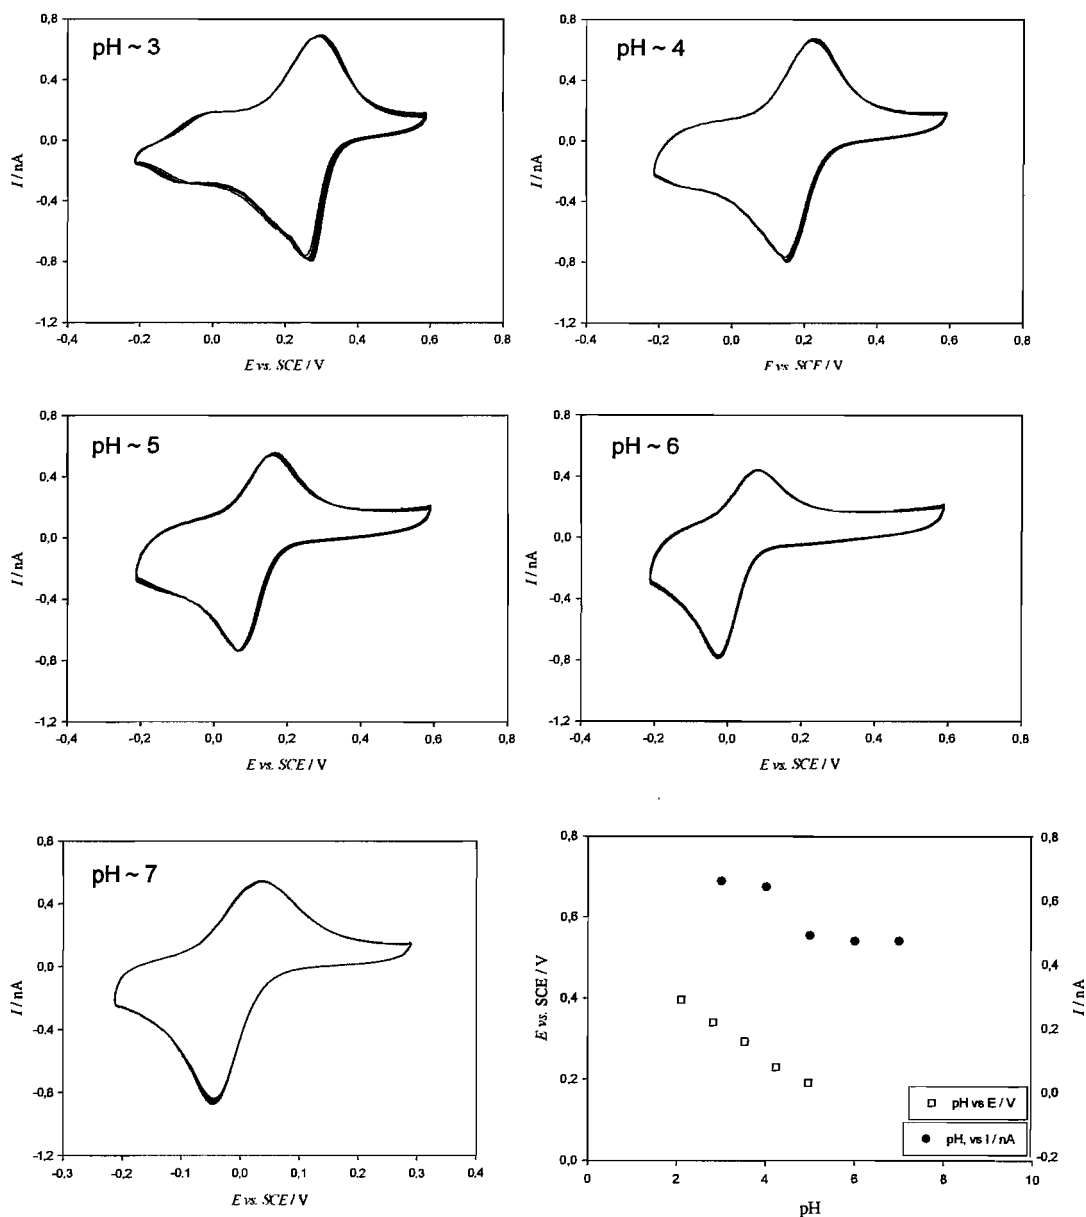 pH ~ 3
0,8
0,4
0,0
-0,4
-0,8
-1,2
I / nA
-0,4 -0,2 0,0 0,2 0,4 0,6
E vs. SCE / V
pH ~ 4
0,8
0,4
0,0
-0,4
-0,8
-1,2
I / nA
-0,4 -0,2 0,0 0,2 0,4 0,6 0,8
E vs. SCE / V
pH ~ 5
0,8
0,4
0,0
-0,4
-0,8
-1,2
I / nA
-0,4 -0,2 0,0 0,2 0,4 0,6 0,8
E vs. SCE / V
pH ~ 6
0,8
0,4
0,0
-0,4
-0,8
-1,2
I / nA
-0,4 -0,2 0,0 0,2 0,4 0,6 0,8
E vs. SCE / V
pH ~ 7
0,8
0,4
0,0
-0,4
-0,8
-1,2
I / nA
-0,3 -0,2 -0,1 0,0 0,1 0,2 0,3 0,4
E vs. SCE / V
0,8
0,6
0,4
0,2
0,0
E vs. SCE / V
0,8
0,6
0,4
0,2
0,0
-0,2
I / nA
pH vs E / V
pH, vs I / nA
0 2 4 6 8 10
pH